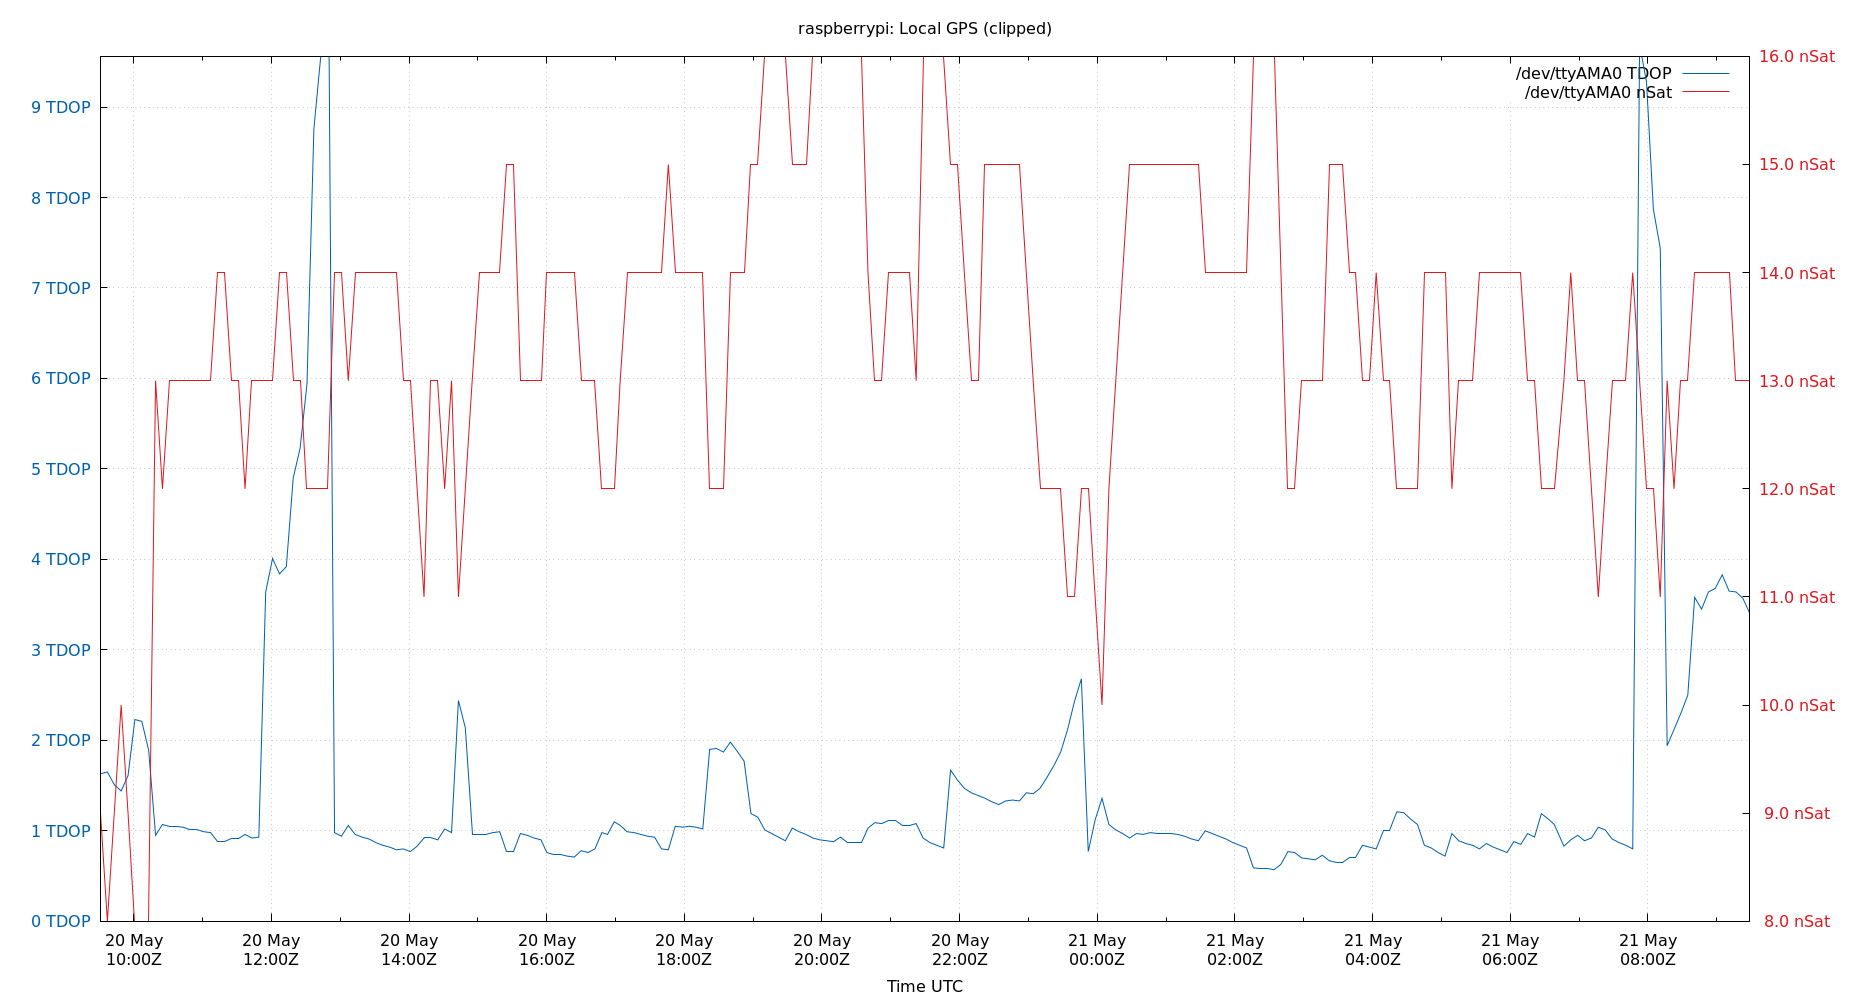 raspberrypi: Local GPS (clipped)
16.0 nSat
/dev/ttyAMA0 TDOP
/dev/ttyAMA0 nSat
9 TDOP
15.0 nSat
8 TDOP
14.0 nSat
7 TDOP
6 TDOP
13.0 nSat
5 TDOP
12.0 nSat
4 TDOP
11.0 nSat
3 TDOP
10.0 nSat
2 TDOP
9.0 nSat
1 TDOP
0 TDOP
8.0 nSat
20 May 20 May 20 May 20 May 20 May 20 May 20 May 21 May 21 May 21 May 21 May 21 May
10:00Z 12:00Z 14:00Z 16:00Z 18:00Z 20:00Z 22:00Z 00:00Z 02:00Z 04:00Z 06:00Z 08:00Z
Time UTC